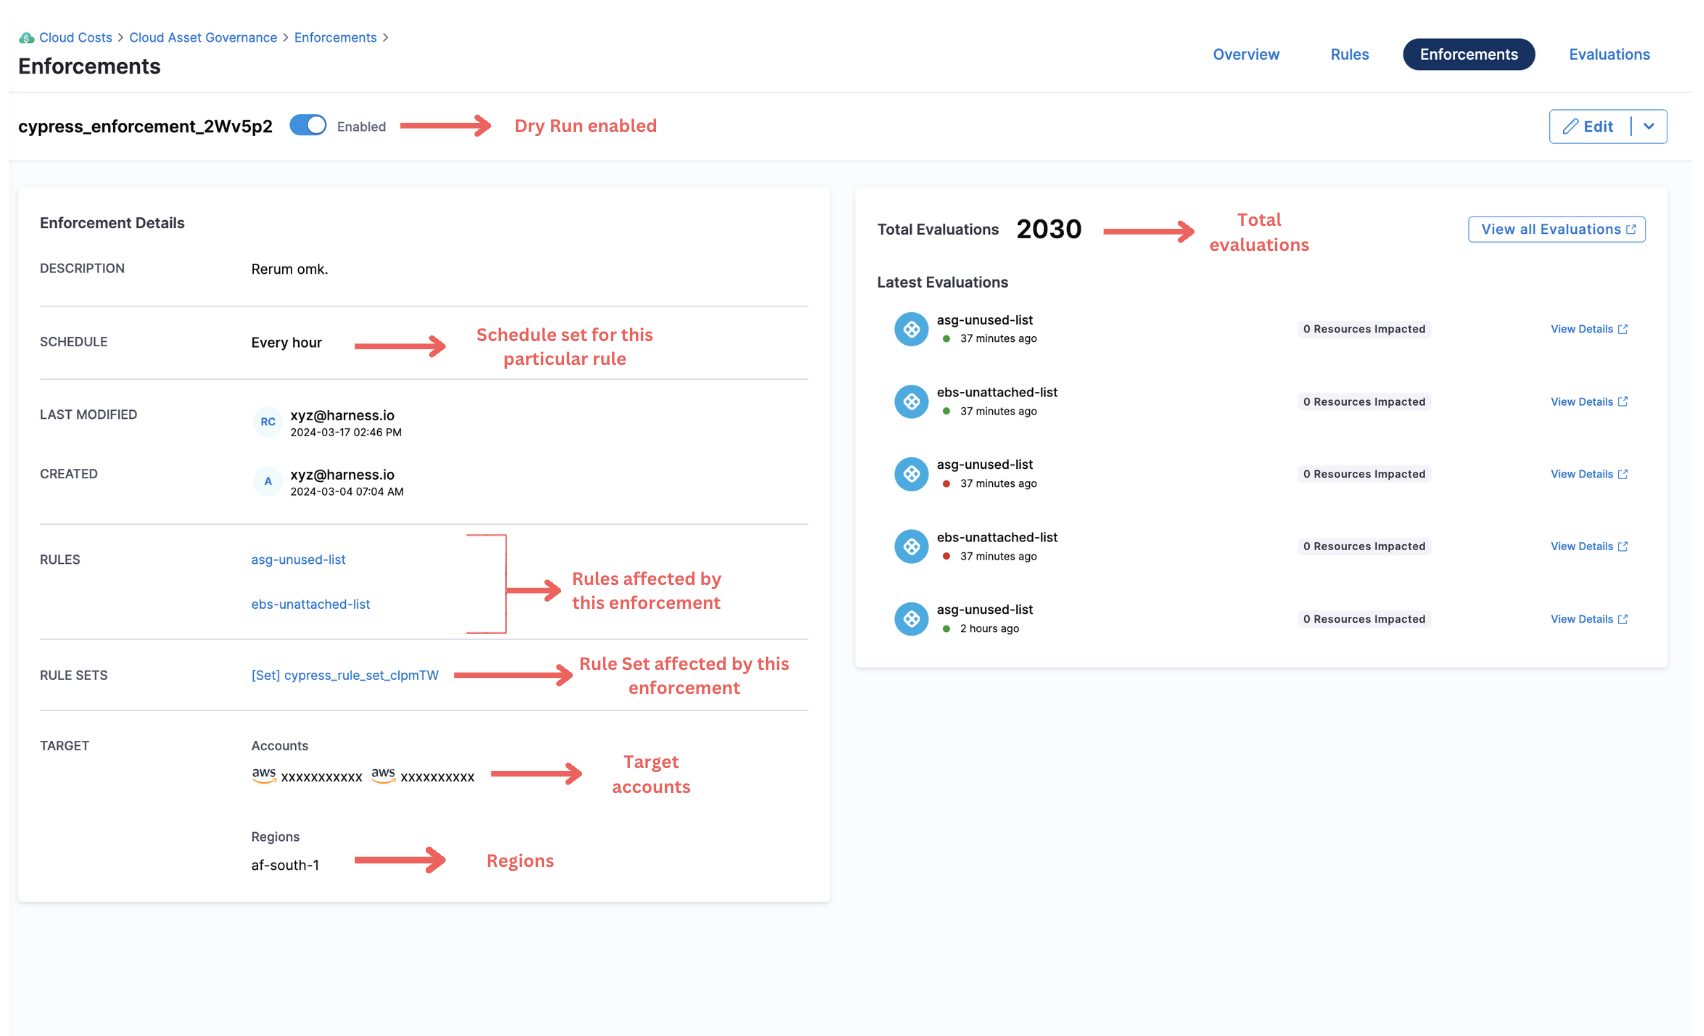 Cloud Costs > Cloud Asset Governance > Enforcements >
Enforcements
Overview Rules Enforcements Evaluations
cypress_enforcement_2Wv5p2 Enabled Dry Run enabled
Edit
Enforcement Details
DESCRIPTION Rerum omk.
SCHEDULE Every hour
Schedule set for this
particular rule
LAST MODIFIED RC xyz@harness.io
2024-03-17 02:46 PM
CREATED A xyz@harness.io
2024-03-04 07:04 AM
RULES asg-unused-list
ebs-unattached-list
Rules affected by
this enforcement
RULE SETS [Set] cypress_rule_set_clpmTW
Rule Set affected by this
enforcement
TARGET Accounts
aws xxxxxxxxxxx aws xxxxxxxxxx
Target
accounts
Regions
af-south-1 Regions
Total Evaluations 2030
Total
evaluations
View all Evaluations
Latest Evaluations
asg-unused-list
37 minutes ago
0 Resources Impacted View Details
ebs-unattached-list
37 minutes ago
0 Resources Impacted View Details
asg-unused-list
37 minutes ago
0 Resources Impacted View Details
ebs-unattached-list
37 minutes ago
0 Resources Impacted View Details
asg-unused-list
2 hours ago
0 Resources Impacted View Details